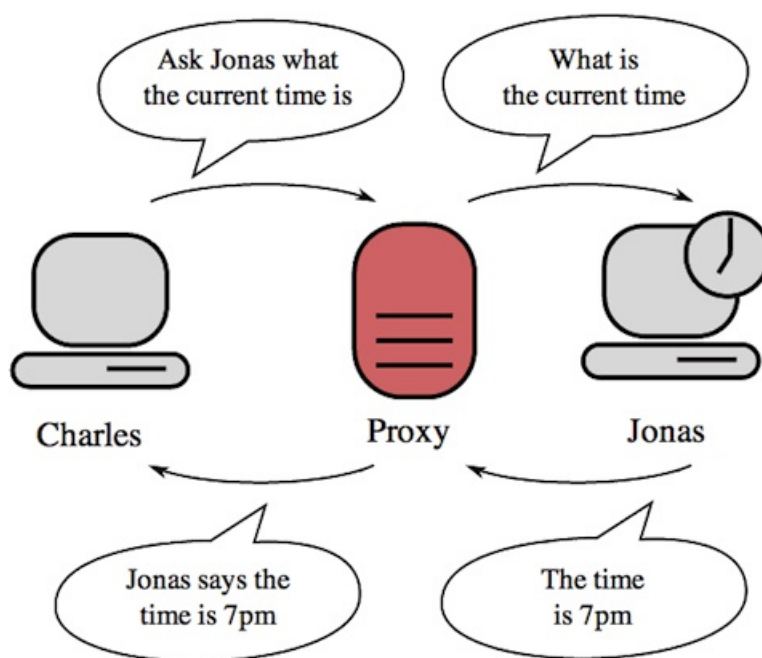 Ask Jonas what
the current time is
What is
the current time
Charles
Proxy
Jonas
Jonas says the
time is 7pm
The time
is 7pm